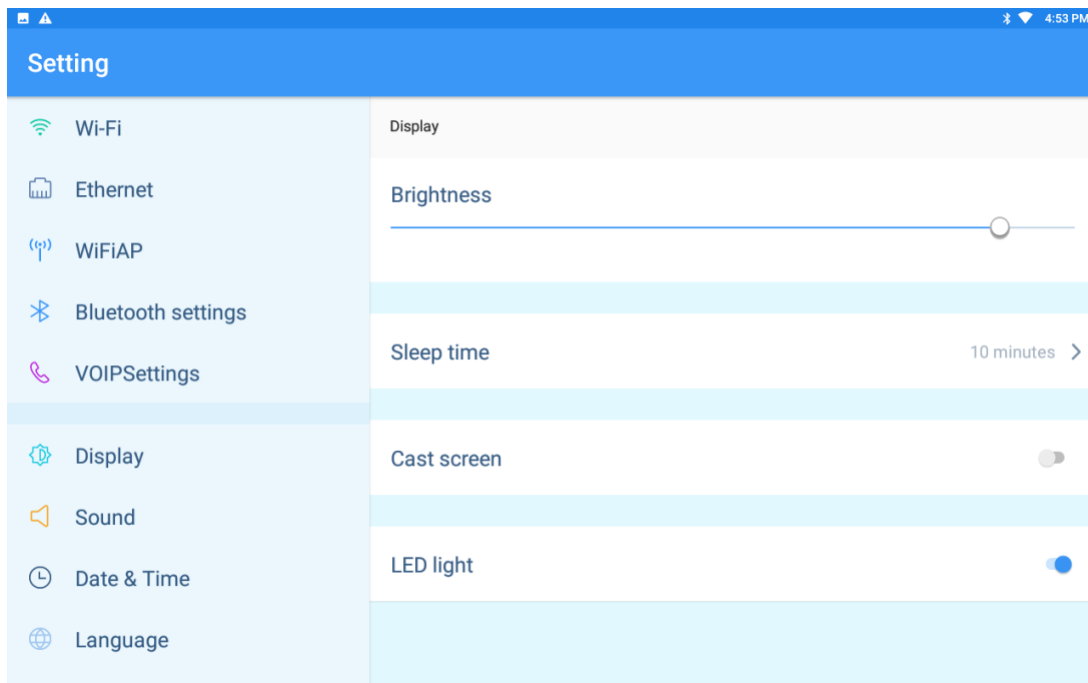 4:53 PM
Setting
Wi-Fi
Ethernet
WiFiAP
Bluetooth settings
VOIPSettings
Display
Sound
Date & Time
Language
Display
Brightness
Sleep time 10 minutes
Cast screen
LED light